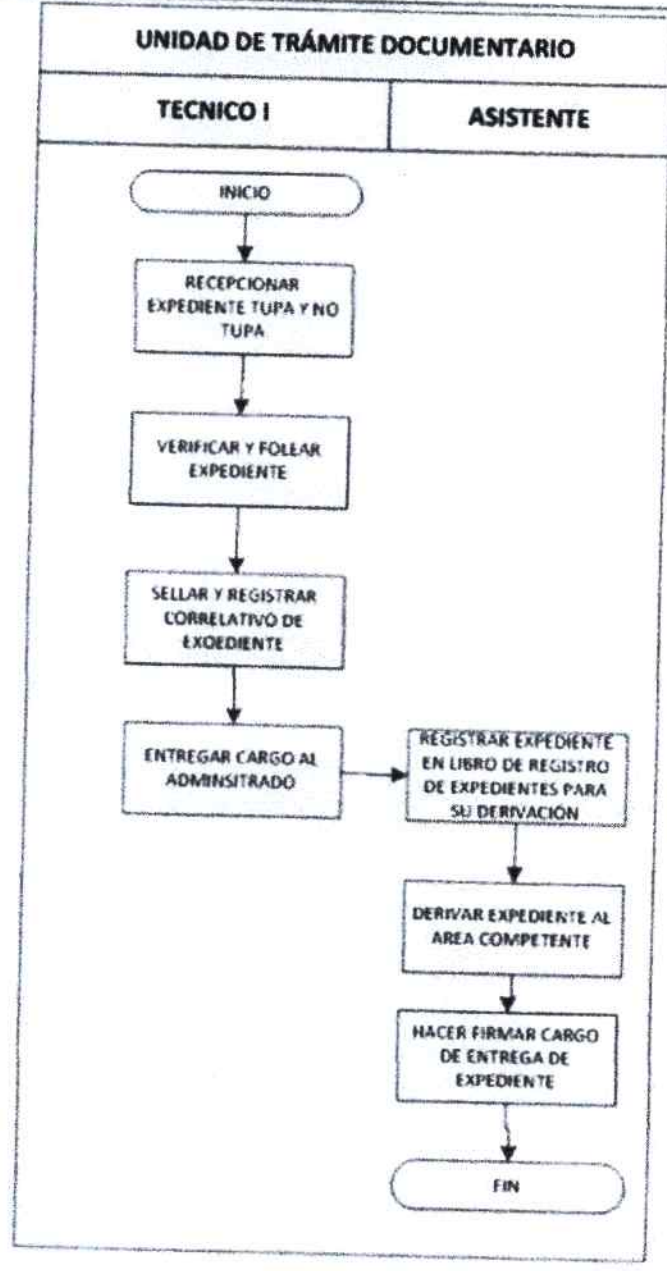 UNIDAD DE TRÁMITE DOCUMENTARIO
TECNICO I
ASISTENTE
INICIO
RECEPCIONAR
EXPEDIENTE TUPA Y NO
TUPA
VERIFICAR Y FOLEAR
EXPEDIENTE
SELLAR Y REGISTRAR
CORRELATIVO DE
EXOEDIENTE
ENTREGAR CARGO AL
ADMINSITRADO
REGISTRAR EXPEDIENTE
EN LIBRO DE REGISTRO
DE EXPEDIENTES PARA
SU DERIVACIÓN
DERIVAR EXPEDIENTE AL
AREA COMPETENTE
HACER FIRMAR CARGO
DE ENTREGA DE
EXPEDIENTE
FIN